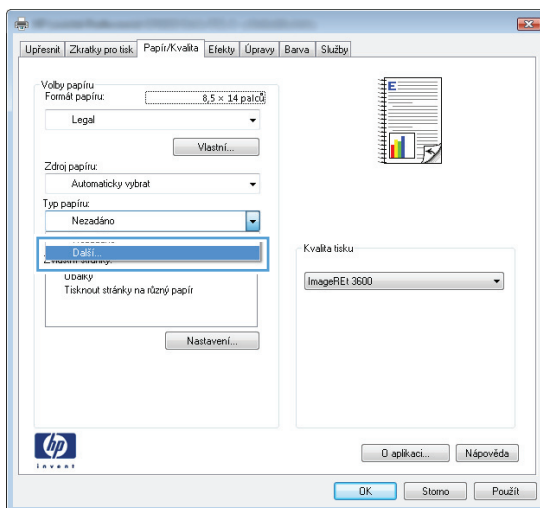 Upřesnit Zkratky pro tisk Papír/Kvalita Efekty Úpravy Barva Služby
Volby papíru
Formát papíru: 8,5 × 14 palců
Legal
Vlastní...
Zdroj papíru:
Automaticky vybrat
Typ papíru:
Nezadáno
Další...
Obálky
Tisknout stránky na různý papír
Nastavení...
E
Kvalita tisku
ImageREt 3600
hp
invent
O aplikaci... Nápověda
OK Storno Použít